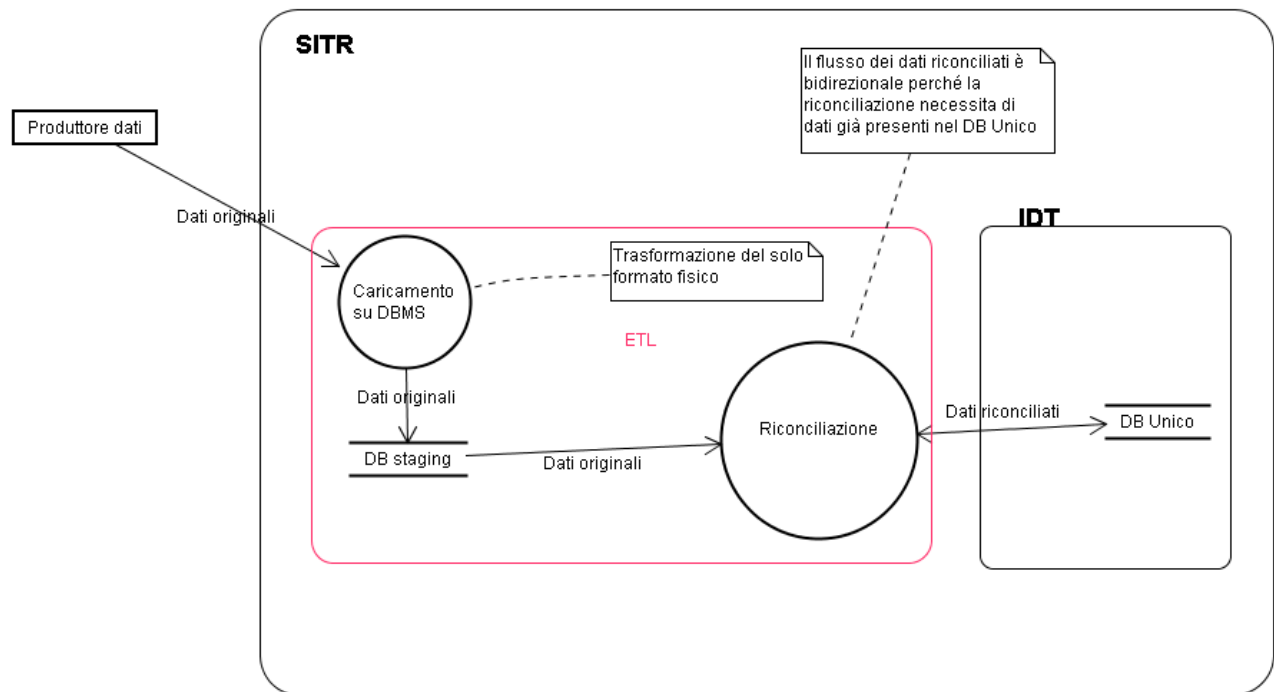 SITR
Il flusso dei dati riconciliati è
bidirezionale perché la
riconciliazione necessita di
dati già presenti nel DB Unico
Produttore dati
Dati originali
IDT
Trasformazione del solo
formato fisico
Caricamento
su DBMS
ETL
Dati originali
Dati riconciliati
DB Unico
Riconciliazione
DB staging
Dati originali